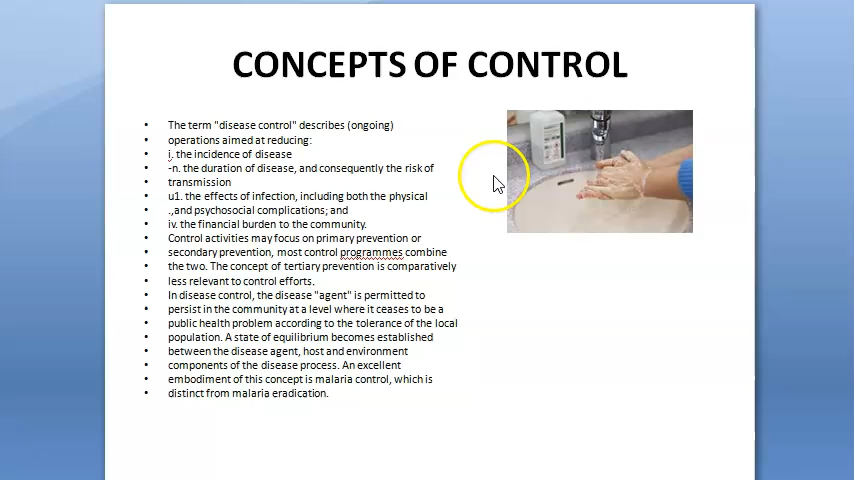 CONCEPTS OF CONTROL
• The term "disease control" describes (ongoing)
• operations aimed at reducing:
• i. the incidence of disease
• -n. the duration of disease, and consequently the risk of
• transmission
• u1. the effects of infection, including both the physical
• .,and psychosocial complications; and
• iv. the financial burden to the community.
• Control activities may focus on primary prevention or
• secondary prevention, most control programmes combine
• the two. The concept of tertiary prevention is comparatively
• less relevant to control efforts.
• In disease control, the disease "agent" is permitted to
• persist in the community at a level where it ceases to be a
• public health problem according to the tolerance of the local
• population. A state of equilibrium becomes established
• between the disease agent, host and environment
• components of the disease process. An excellent
• embodiment of this concept is malaria control, which is
• distinct from malaria eradication.